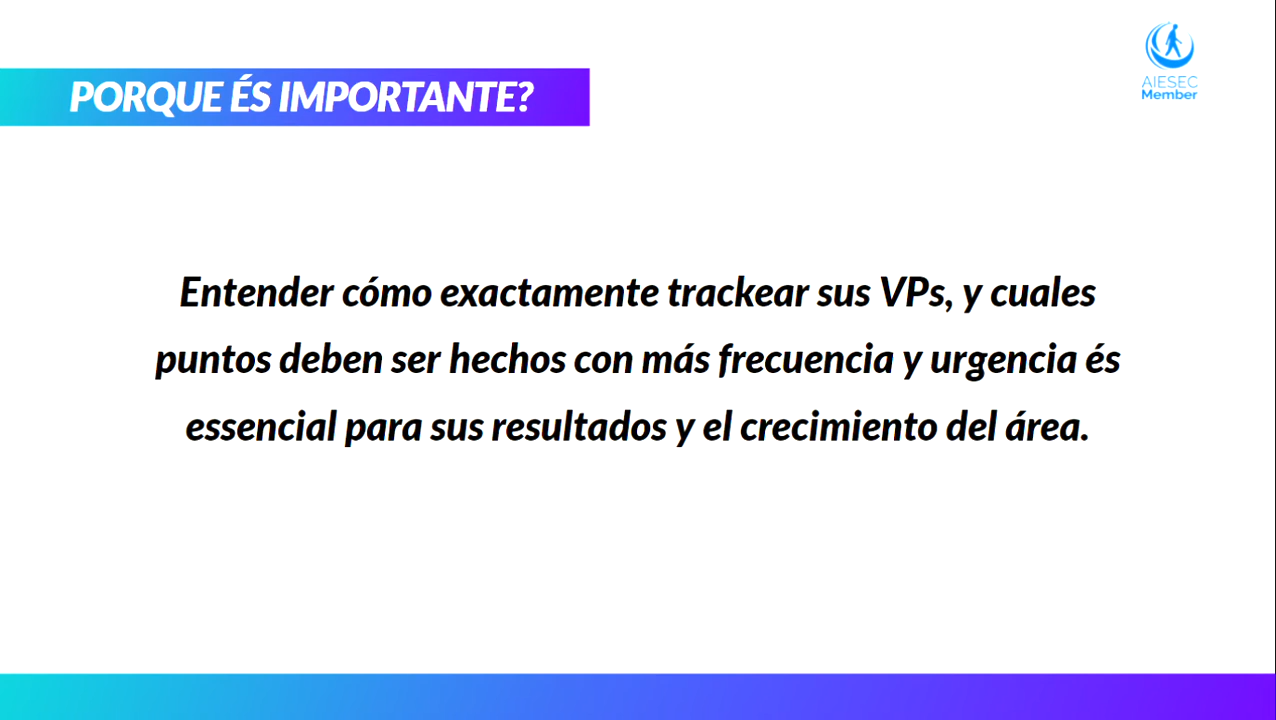 AIESEC
Member
PORQUE ÉS IMPORTANTE?
Entender cómo exactamente trackear sus VPs, y cuales
puntos deben ser hechos con más frecuencia y urgencia és
essencial para sus resultados y el crecimiento del área.